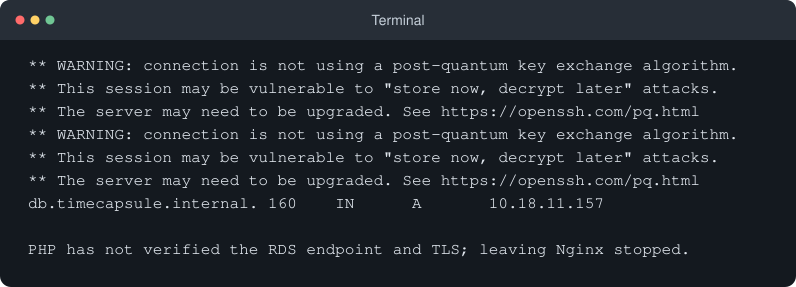 Terminal
** WARNING: connection is not using a post-quantum key exchange algorithm.
** This session may be vulnerable to "store now, decrypt later" attacks.
** The server may need to be upgraded. See https://openssh.com/pq.html
** WARNING: connection is not using a post-quantum key exchange algorithm.
** This session may be vulnerable to "store now, decrypt later" attacks.
** The server may need to be upgraded. See https://openssh.com/pq.html
db.timecapsule.internal. 160    IN      A       10.18.11.157
PHP has not verified the RDS endpoint and TLS; leaving Nginx stopped.